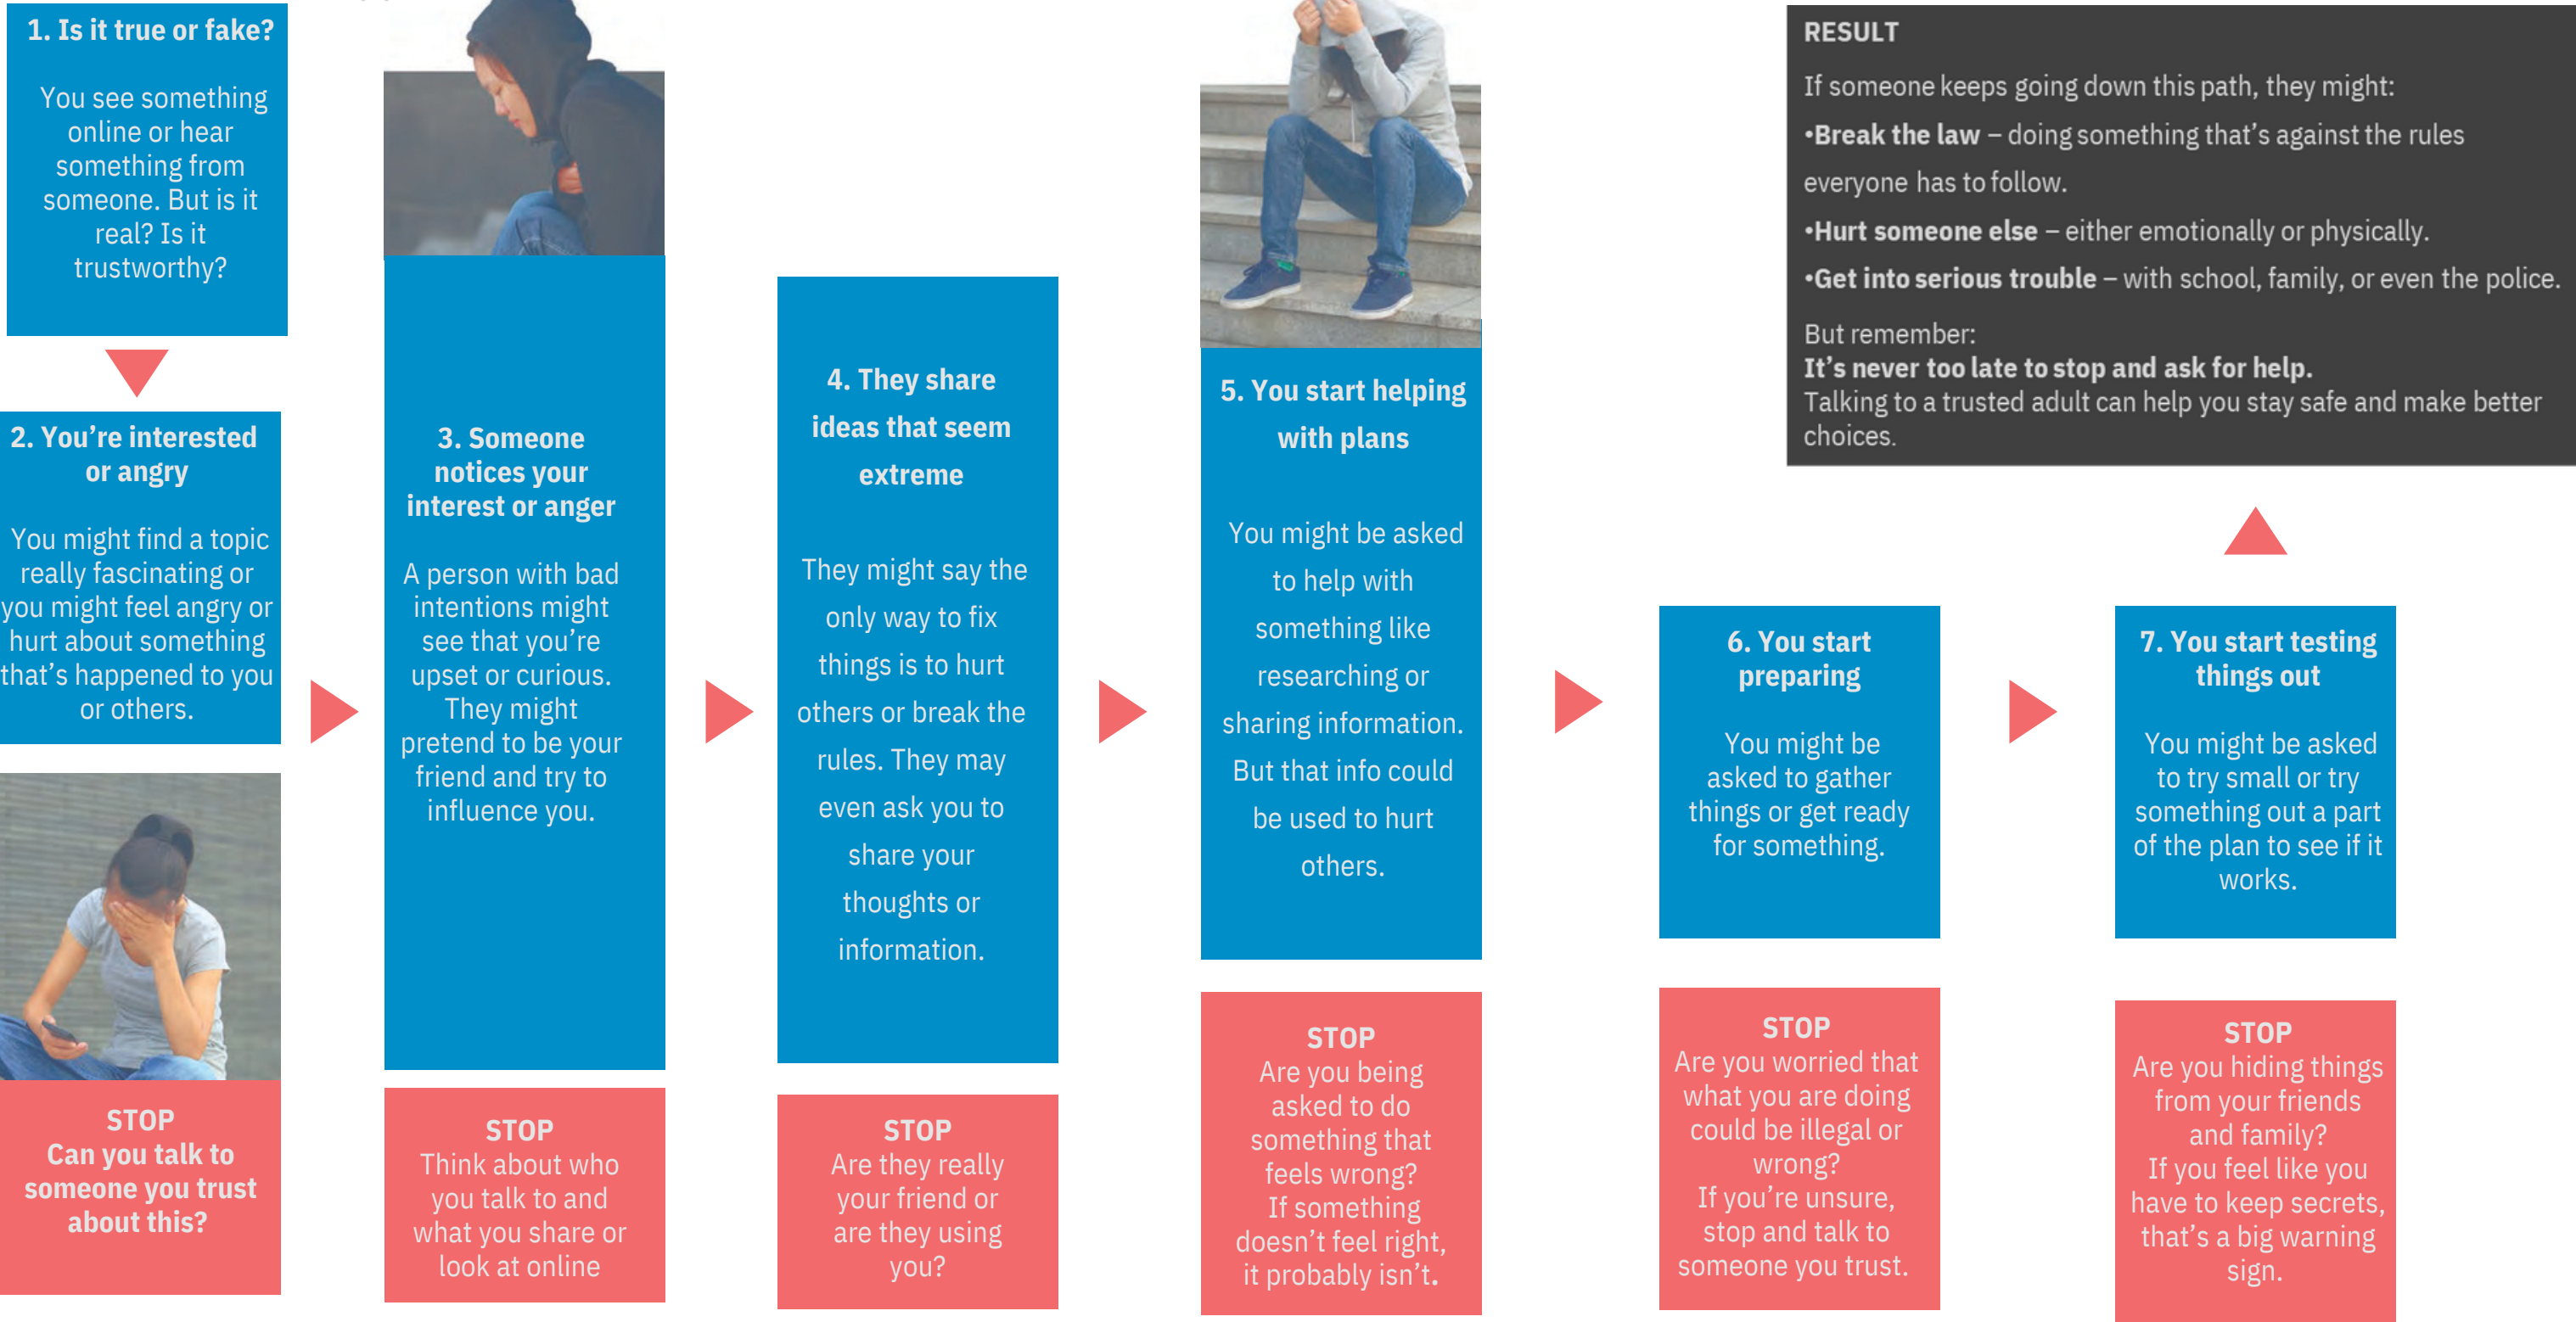 1. Is it true or fake?
You see something
online or hear
something from
someone. But is it
real? Is it
trustworthy?
2. You're interested
or angry
You might find a topic
really fascinating or
you might feel angry or
hurt about something
that's happened to you
or others.
STOP
Can you talk to
someone you trust
about this?
3. Someone
notices your
interest or anger
A person with bad
intentions might
see that you're
upset or curious.
They might
pretend to be your
friend and try to
influence you.
STOP
Think about who
you talk to and
what you share or
look at online
4. They share
ideas that seem
extreme
They might say the
only way to fix
things is to hurt
others or break the
rules. They may
even ask you to
share your
thoughts or
information.
STOP
Are they really
your friend or
are they using
you?
5. You start helping
with plans
You might be asked
to help with
something like
researching or
sharing information.
But that info could
be used to hurt
others.
STOP
Are you being
asked to do
something that
feels wrong?
If something
doesn't feel right,
it probably isn't.
6. You start
preparing
You might be
asked to gather
things or get ready
for something.
STOP
Are you worried that
what you are doing
could be illegal or
wrong?
If you're unsure,
stop and talk to
someone you trust.
7. You start testing
things out
You might be asked
to try small or try
something out a part
of the plan to see if it
works.
STOP
Are you hiding things
from your friends
and family?
If you feel like you
have to keep secrets,
that's a big warning
sign.
RESULT
If someone keeps going down this path, they might:
•Break the law – doing something that's against the rules
everyone has to follow.
•Hurt someone else – either emotionally or physically.
•Get into serious trouble – with school, family, or even the police.
But remember:
It's never too late to stop and ask for help.
Talking to a trusted adult can help you stay safe and make better
choices.